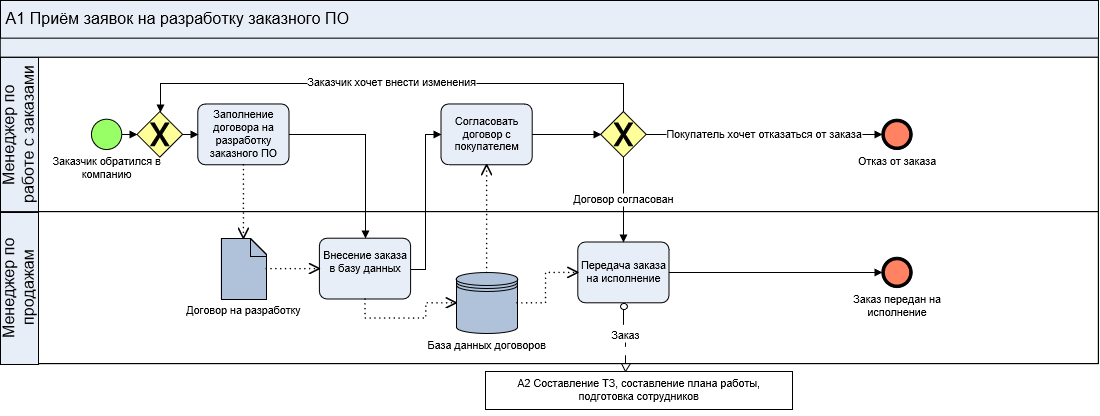 А1 Приём заявок на разработку заказного ПО
Менеджер по
работе с заказами
Заказчик хочет внести изменения
Заказчик обратился в
компанию
Заполнение
договора на
разработку
заказного ПО
Согласовать
договор с
покупателем
Покупатель хочет отказаться от заказа
Отказ от заказа
Договор согласован
Менеджер по
продажам
Договор на разработку
Внесение заказа
в базу данных
База данных договоров
Передача заказа
на исполнение
Заказ передан на
исполнение
Заказ
А2 Составление ТЗ, составление плана работы,
подготовка сотрудников